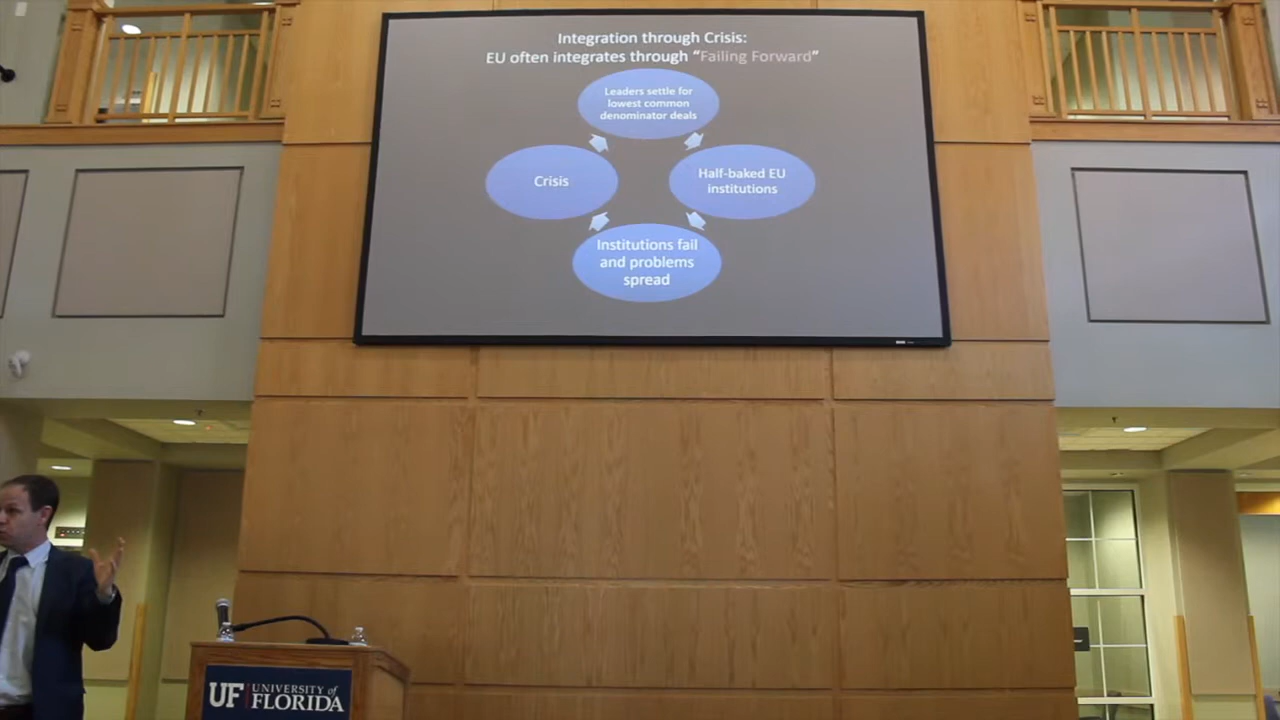 Integration through Crisis:
EU often integrates through “Failing Forward”
Leaders settle for
lowest common
denominator deals
Crisis
Half-baked EU
institutions
Institutions fail
and problems
spread
UF UNIVERSITY of
FLORIDA